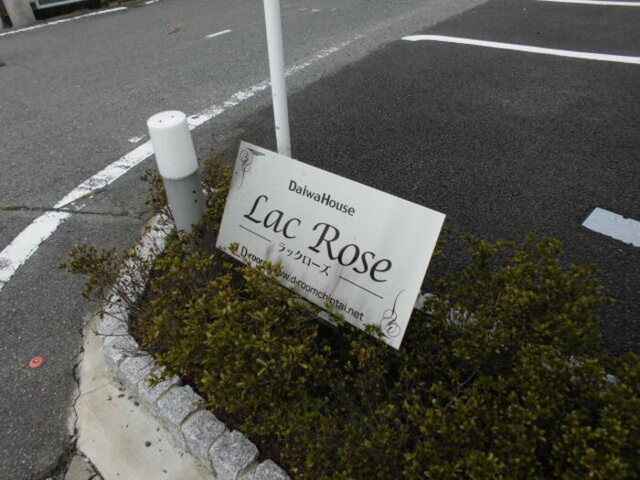 DaiwaHouse
Lac Rose
ラックローズ
D-room www.d-roomchintai.net